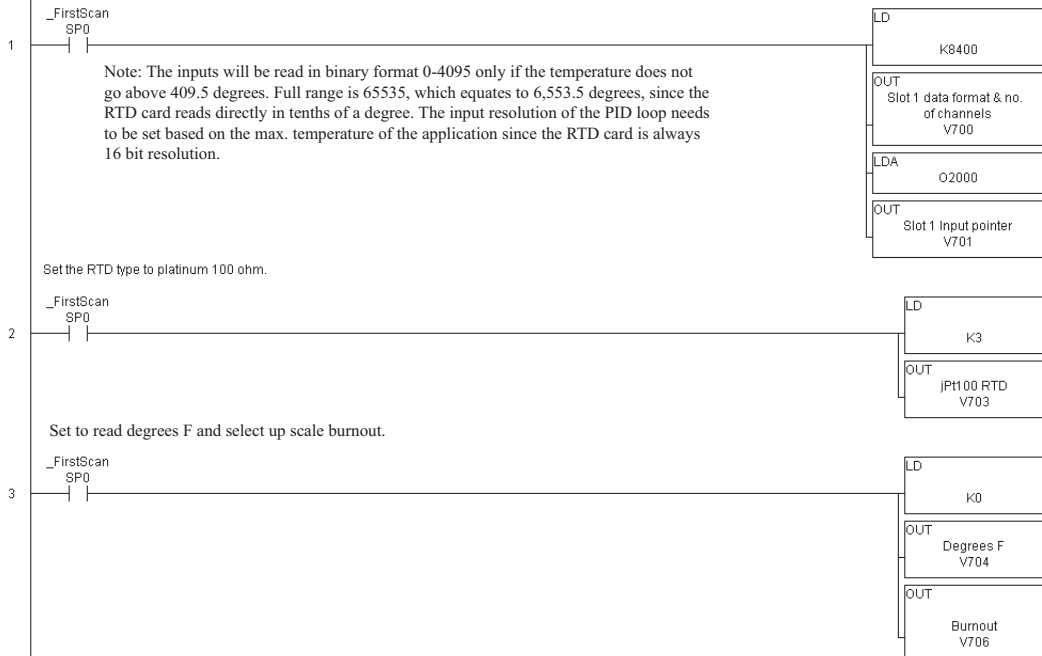 _FirstScan
SP0
1
LD
K8400
OUT
Slot 1 data format & no.
of channels
V700
LDA
O2000
OUT
Slot 1 Input pointer
V701
Note: The inputs will be read in binary format 0-4095 only if the temperature does not
go above 409.5 degrees. Full range is 65535, which equates to 6,553.5 degrees, since the
RTD card reads directly in tenths of a degree. The input resolution of the PID loop needs
to be set based on the max. temperature of the application since the RTD card is always
16 bit resolution.
Set the RTD type to platinum 100 ohm.
_FirstScan
SP0
2
LD
K3
OUT
jPt100 RTD
V703
Set to read degrees F and select up scale burnout.
_FirstScan
SP0
3
LD
K0
OUT
Degrees F
V704
OUT
Burnout
V706